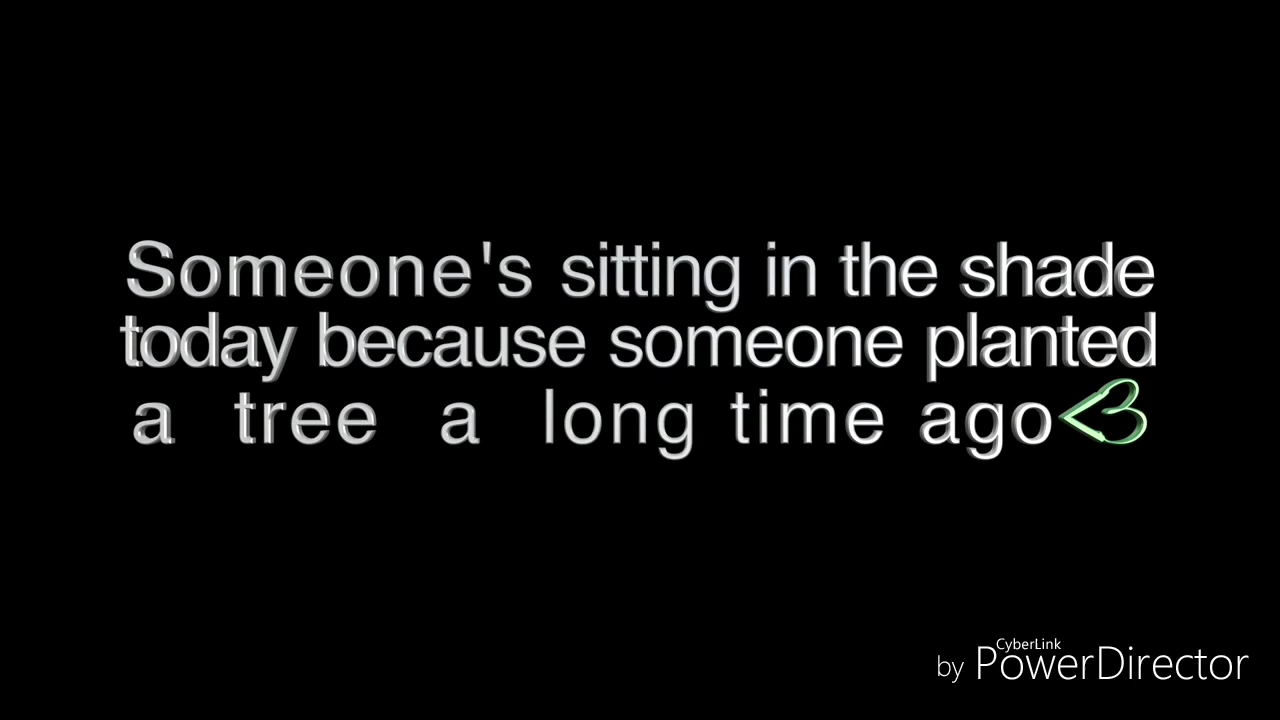 Someone's sitting in the shade
today because someone planted
a tree a long time ago<3
CyberLink
by PowerDirector